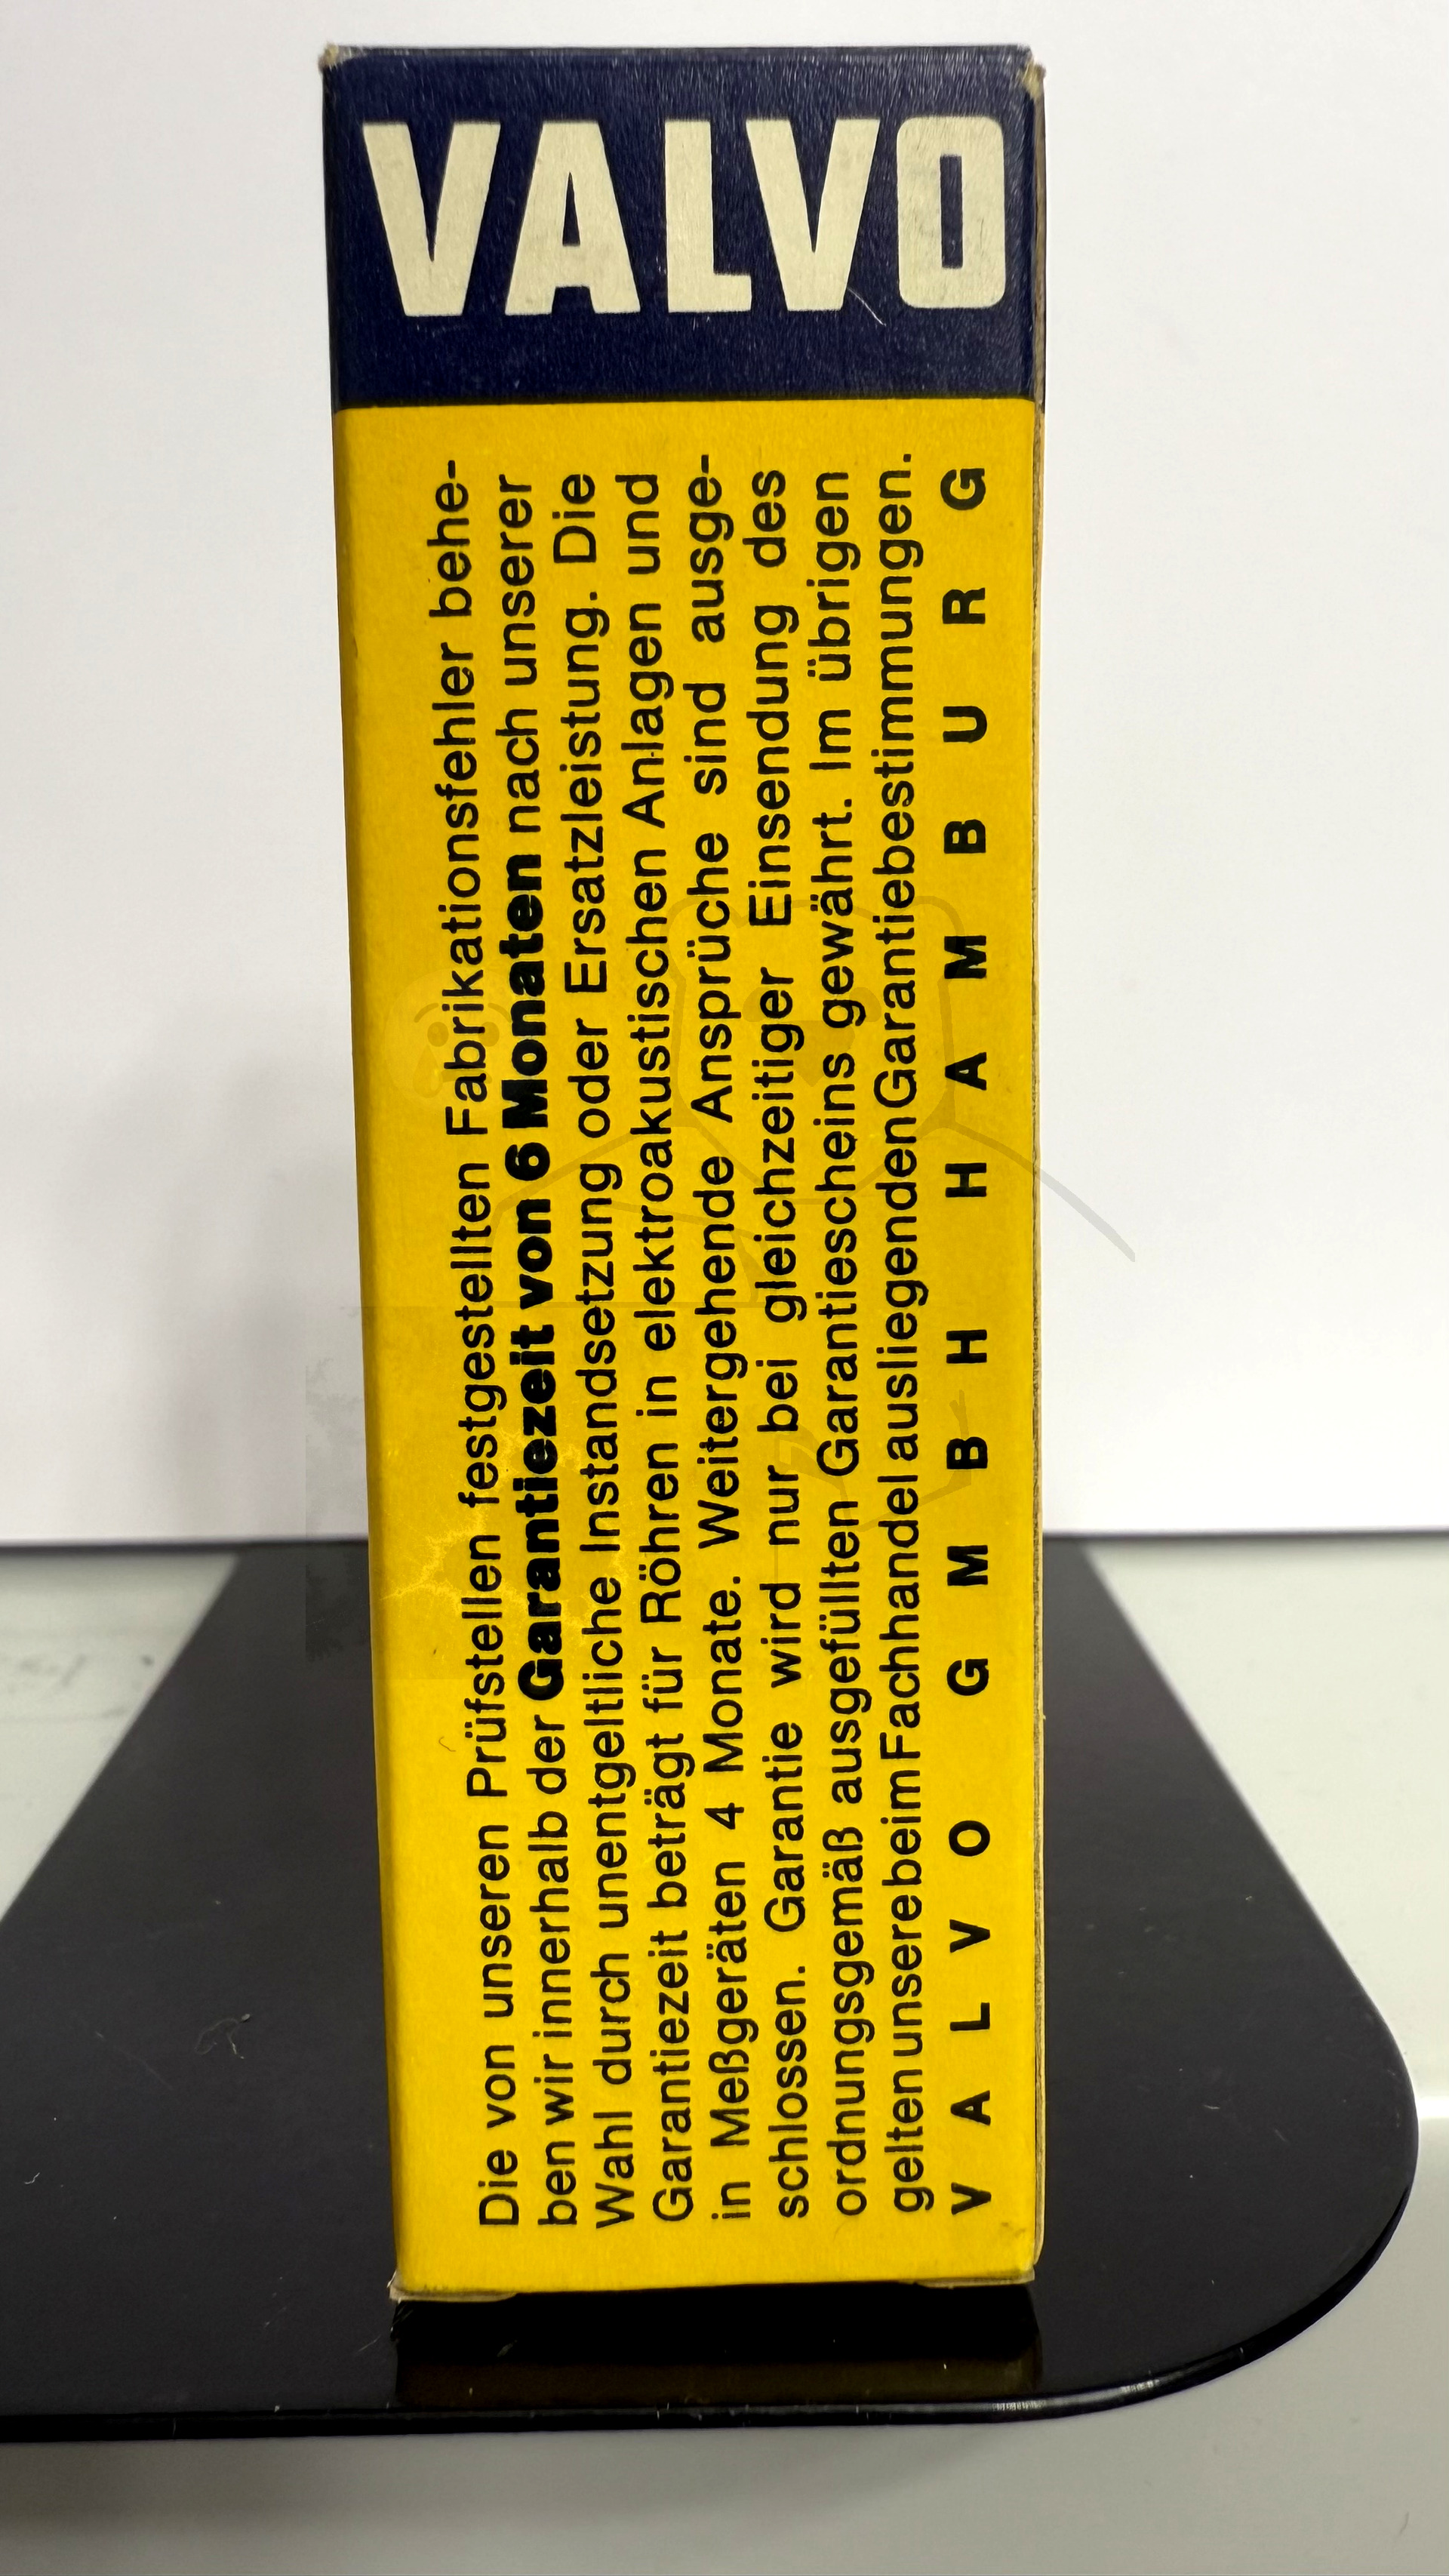 VALVO
Die von unseren Prüfstellen festgestellten Fabrikationsfehler behe-
ben wir innerhalb der Garantiezeit von 6 Monaten nach unserer
Wahl durch unentgeltliche Instandsetzung oder Ersatzleistung. Die
Garantiezeit beträgt für Röhren in elektroakustischen Anlagen und
in Meßgeräten 4 Monate. Weitergehende Ansprüche sind ausge-
schlossen. Garantie wird nur bei gleichzeitiger Einsendung des
ordnungsgemäß ausgefüllten Garantiescheins gewährt. Im übrigen
gelten unsere beim Fachhandel ausliegenden Garantiebestimmungen.
VALVO GMBH HAMBURG